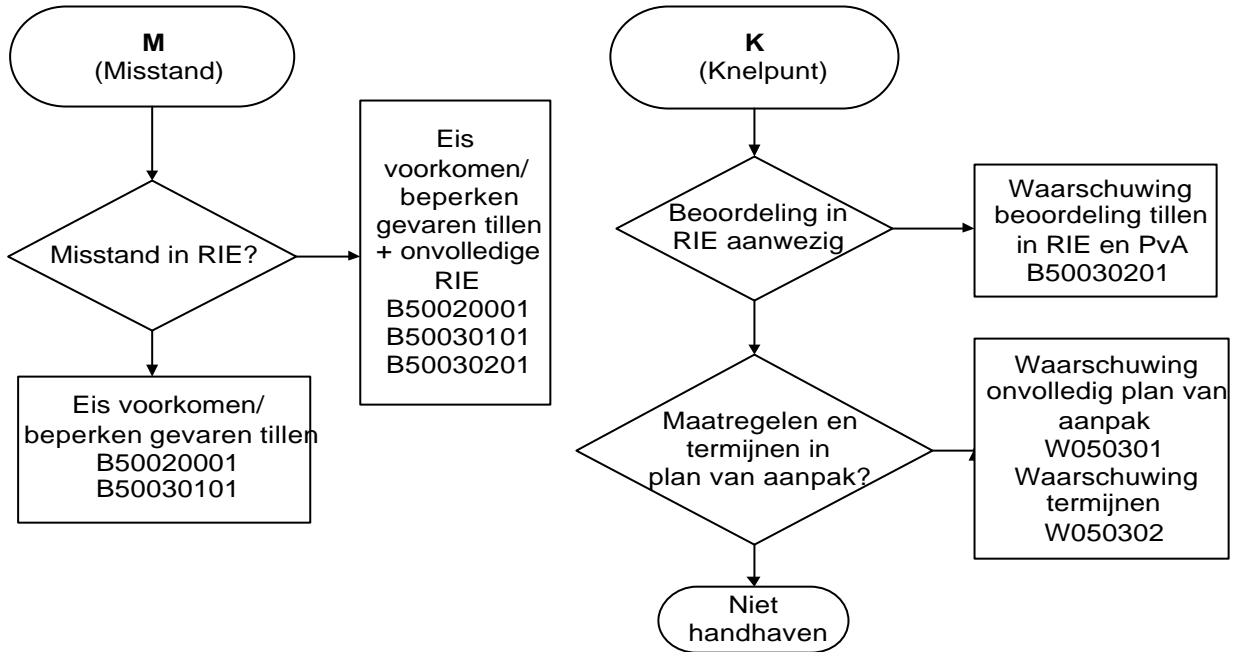 M
(Misstand)
Misstand in RIE?
Eis
voorkomen/
beperken
gevaren tillen
+ onvolledige
RIE
B50020001
B50030101
B50030201
Eis voorkomen/
beperken gevaren tillen
B50020001
B50030101
K
(Knelpunt)
Beoordeling in
RIE aanwezig
Waarschuwing
beoordeling tillen
in RIE en PvA
B50030201
Maatregelen en
termijnen in
plan van aanpak?
Waarschuwing
onvolledig plan van
aanpak
W050301
Waarschuwing
termijnen
W050302
Niet
handhaven